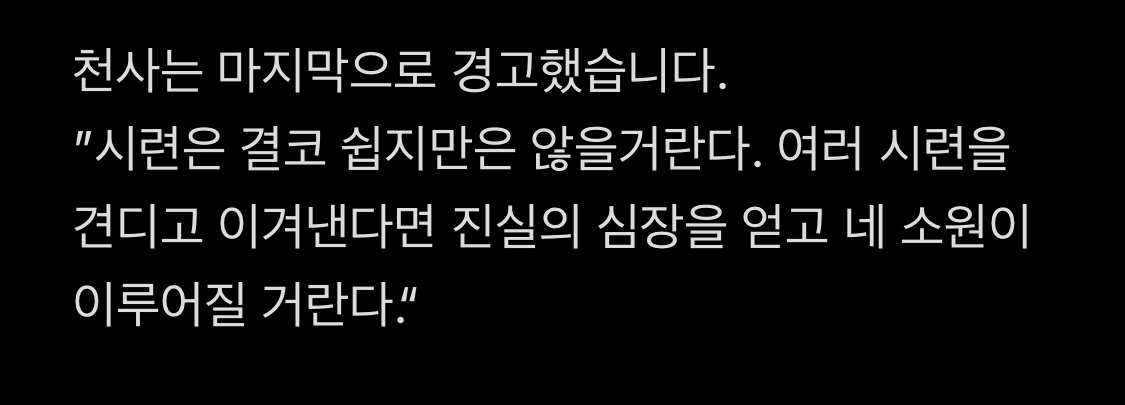 천사는 마지막으로 경고했습니다.
"시련은 결코 쉽지만은 않을거란다. 여러 시련을
견디고 이겨낸다면 진실의 심장을 얻고 네 소원이
이루어질 거란다."